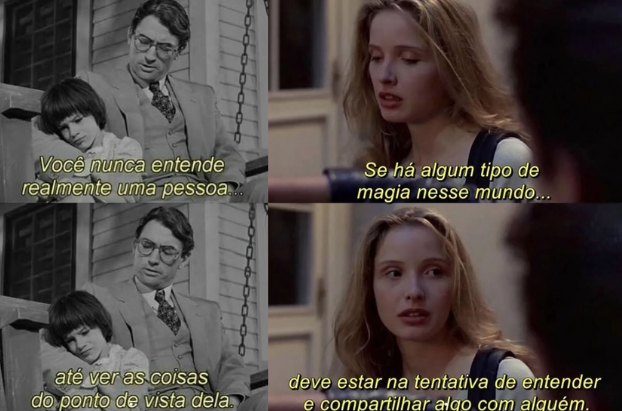 Você nunca entende
realmente uma pessoa...
até ver as coisas
do ponto de vista dela.
Se há algum tipo de
magia nesse mundo...
deve estar na tentativa de entender
e compartilhar algo com alguém.